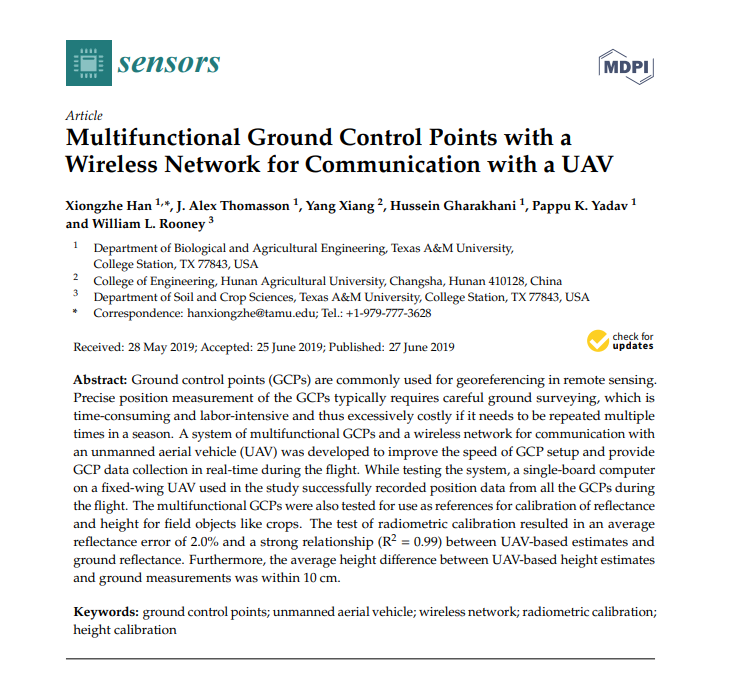 sensors
MDPI
Article
Multifunctional Ground Control Points with a
Wireless Network for Communication with a UAV
Xiongzhe Han 1,*, J. Alex Thomasson 1, Yang Xiang 2, Hussein Gharakhani 1, Pappu K. Yadav 1
and William L. Rooney 3
1 Department of Biological and Agricultural Engineering, Texas A&M University,
College Station, TX 77843, USA
2 College of Engineering, Hunan Agricultural University, Changsha, Hunan 410128, China
3 Department of Soil and Crop Sciences, Texas A&M University, College Station, TX 77843, USA
* Correspondence: hanxiongzhe@tamu.edu; Tel.: +1-979-777-3628
Received: 28 May 2019; Accepted: 25 June 2019; Published: 27 June 2019
check for
updates
Abstract: Ground control points (GCPs) are commonly used for georeferencing in remote sensing.
Precise position measurement of the GCPs typically requires careful ground surveying, which is
time-consuming and labor-intensive and thus excessively costly if it needs to be repeated multiple
times in a season. A system of multifunctional GCPs and a wireless network for communication with
an unmanned aerial vehicle (UAV) was developed to improve the speed of GCP setup and provide
GCP data collection in real-time during the flight. While testing the system, a single-board computer
on a fixed-wing UAV used in the study successfully recorded position data from all the GCPs during
the flight. The multifunctional GCPs were also tested for use as references for calibration of reflectance
and height for field objects like crops. The test of radiometric calibration resulted in an average
reflectance error of 2.0% and a strong relationship (R2 = 0.99) between UAV-based estimates and
ground reflectance. Furthermore, the average height difference between UAV-based height estimates
and ground measurements was within 10 cm.
Keywords: ground control points; unmanned aerial vehicle; wireless network; radiometric calibration;
height calibration